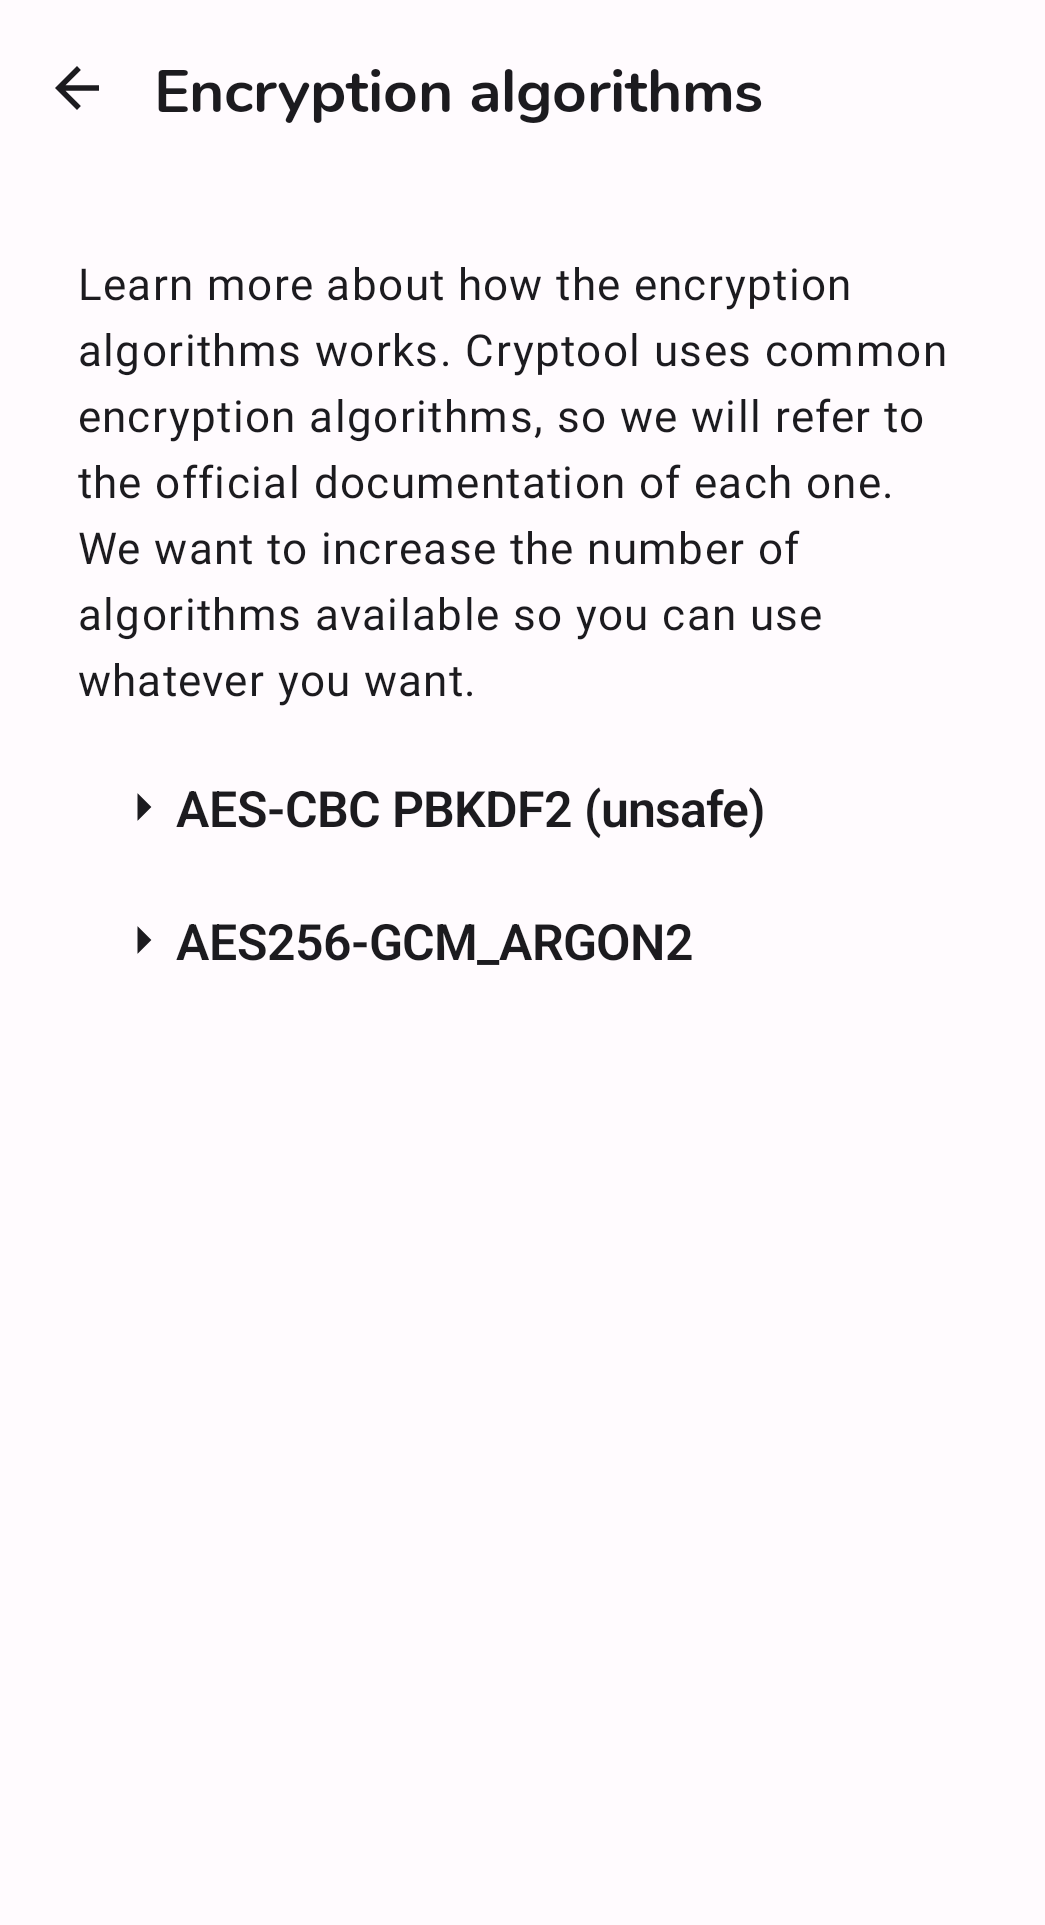 Encryption algorithms
Learn more about how the encryption
algorithms works. Cryptool uses common
encryption algorithms, so we will refer to
the official documentation of each one.
We want to increase the number of
algorithms available so you can use
whatever you want.
AES-CBC PBKDF2 (unsafe)
AES256-GCM_ARGON2